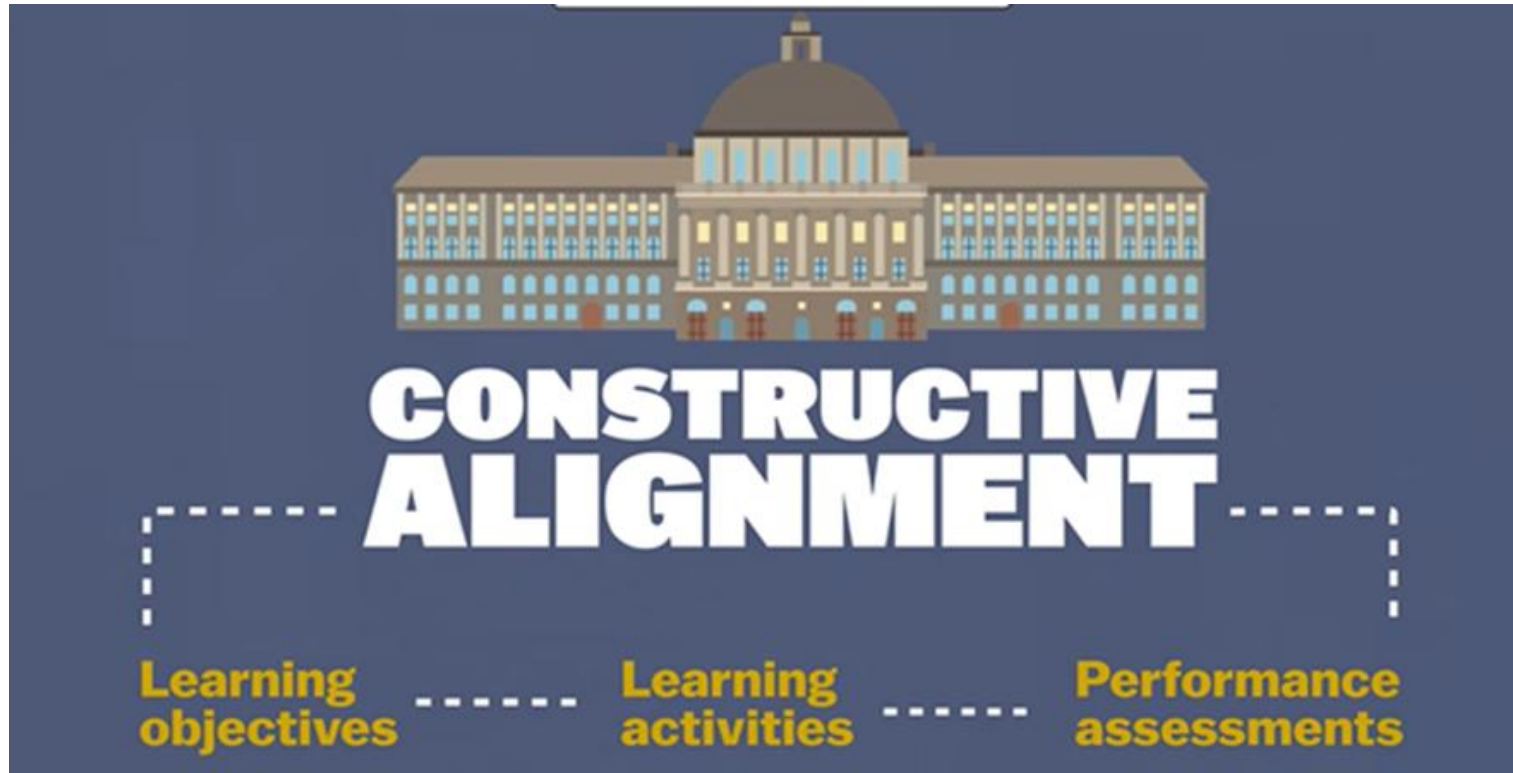 CONSTRUCTIVE
ALIGNMENT
Learning
objectives
Learning
activities
Performance
assessments